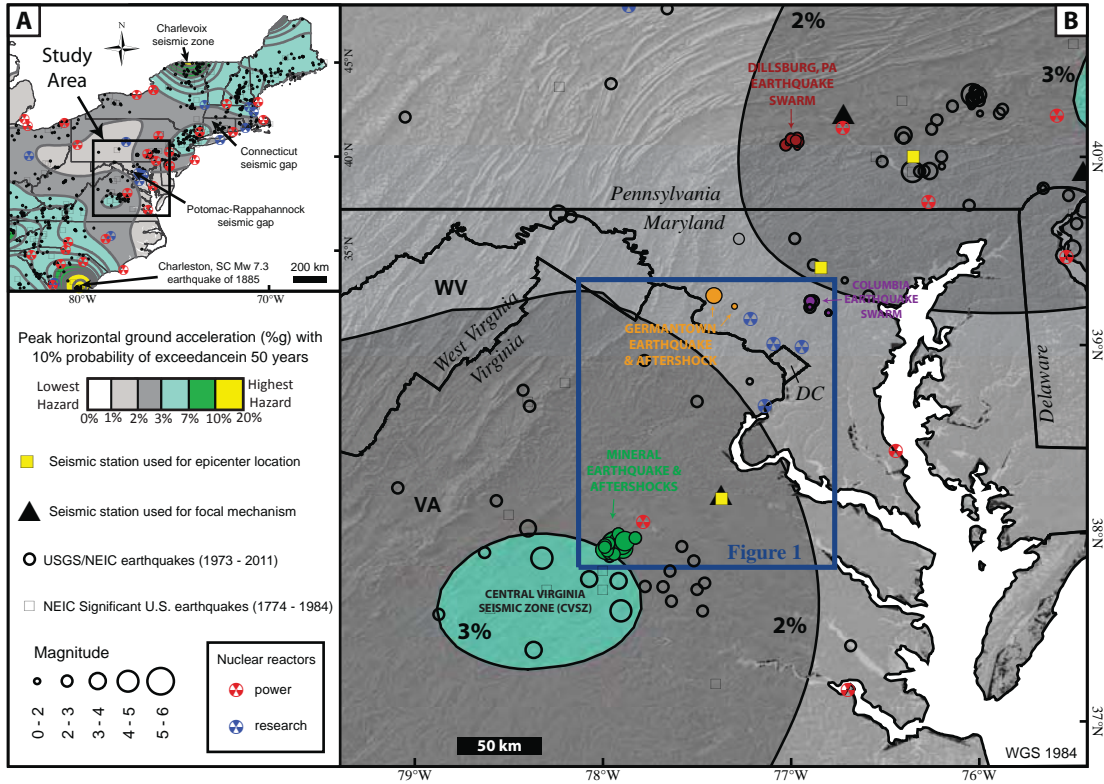 A
N
Charlevoix
seismic zone
Study
Area
45°N
40°N
35°N
Connecticut
seismic gap
Potomac-Rappahannock
seismic gap
Charleston, SC Mw 7.3
earthquake of 1885
200 km
80°W
70°W
Peak horizontal ground acceleration (%g) with
10% probability of exceedancein 50 years
Lowest
Hazard
Highest
Hazard
0%
1%
2%
3%
7%
10%
20%
Seismic station used for epicenter location
Seismic station used for focal mechanism
USGS/NEIC earthquakes (1973 - 2011)
NEIC Significant U.S. earthquakes (1774 - 1984)
Magnitude
0 - 2
2 - 3
3 - 4
4 - 5
5 - 6
Nuclear reactors
power
research
B
2%
3%
DILLSBURG, PA
EARTHQUAKE
SWARM
40°N
Pennsylvania
Maryland
WV
West Virginia
Virginia
GERMANTOWN
EARTHQUAKE
& AFTERSHOCK
COLUMBIA
EARTHQUAKE
SWARM
39°N
DC
Delaware
MINERAL
EARTHQUAKE &
AFTERSHOCKS
VA
38°N
Figure 1
CENTRAL VIRGINIA
SEISMIC ZONE (CVSZ)
3%
2%
37°N
50 km
WGS 1984
79°W
78°W
77°W
76°W